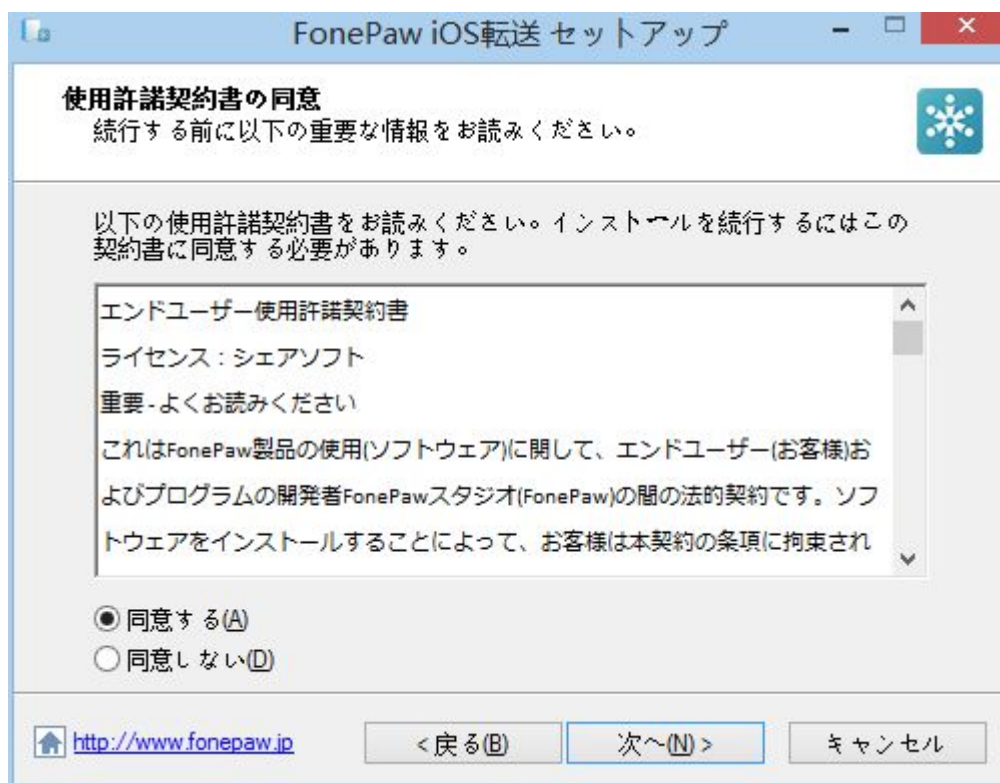 FonePaw iOS転送 セットアップ
使用許諾契約書の同意
続行する前に以下の重要な情報をお読みください。
以下の使用許諾契約書をお読みください。インストールを続行するにはこの
契約書に同意する必要があります。
エンドユーザー使用許諾契約書
ライセンス：シェアソフト
重要-よくお読みください
これはFonePaw製品の使用(ソフトウェア)に関して、エンドユーザー(お客様)お
よびプログラムの開発者FonePawスタジオ(FonePaw)の間の法的契約です。ソフ
トウェアをインストールすることによって、お客様は本契約の条項に拘束され
同意する(A)
同意しない(D)
http://www.fonepaw.jp
<戻る(B)
次へ(N)>
キャンセル